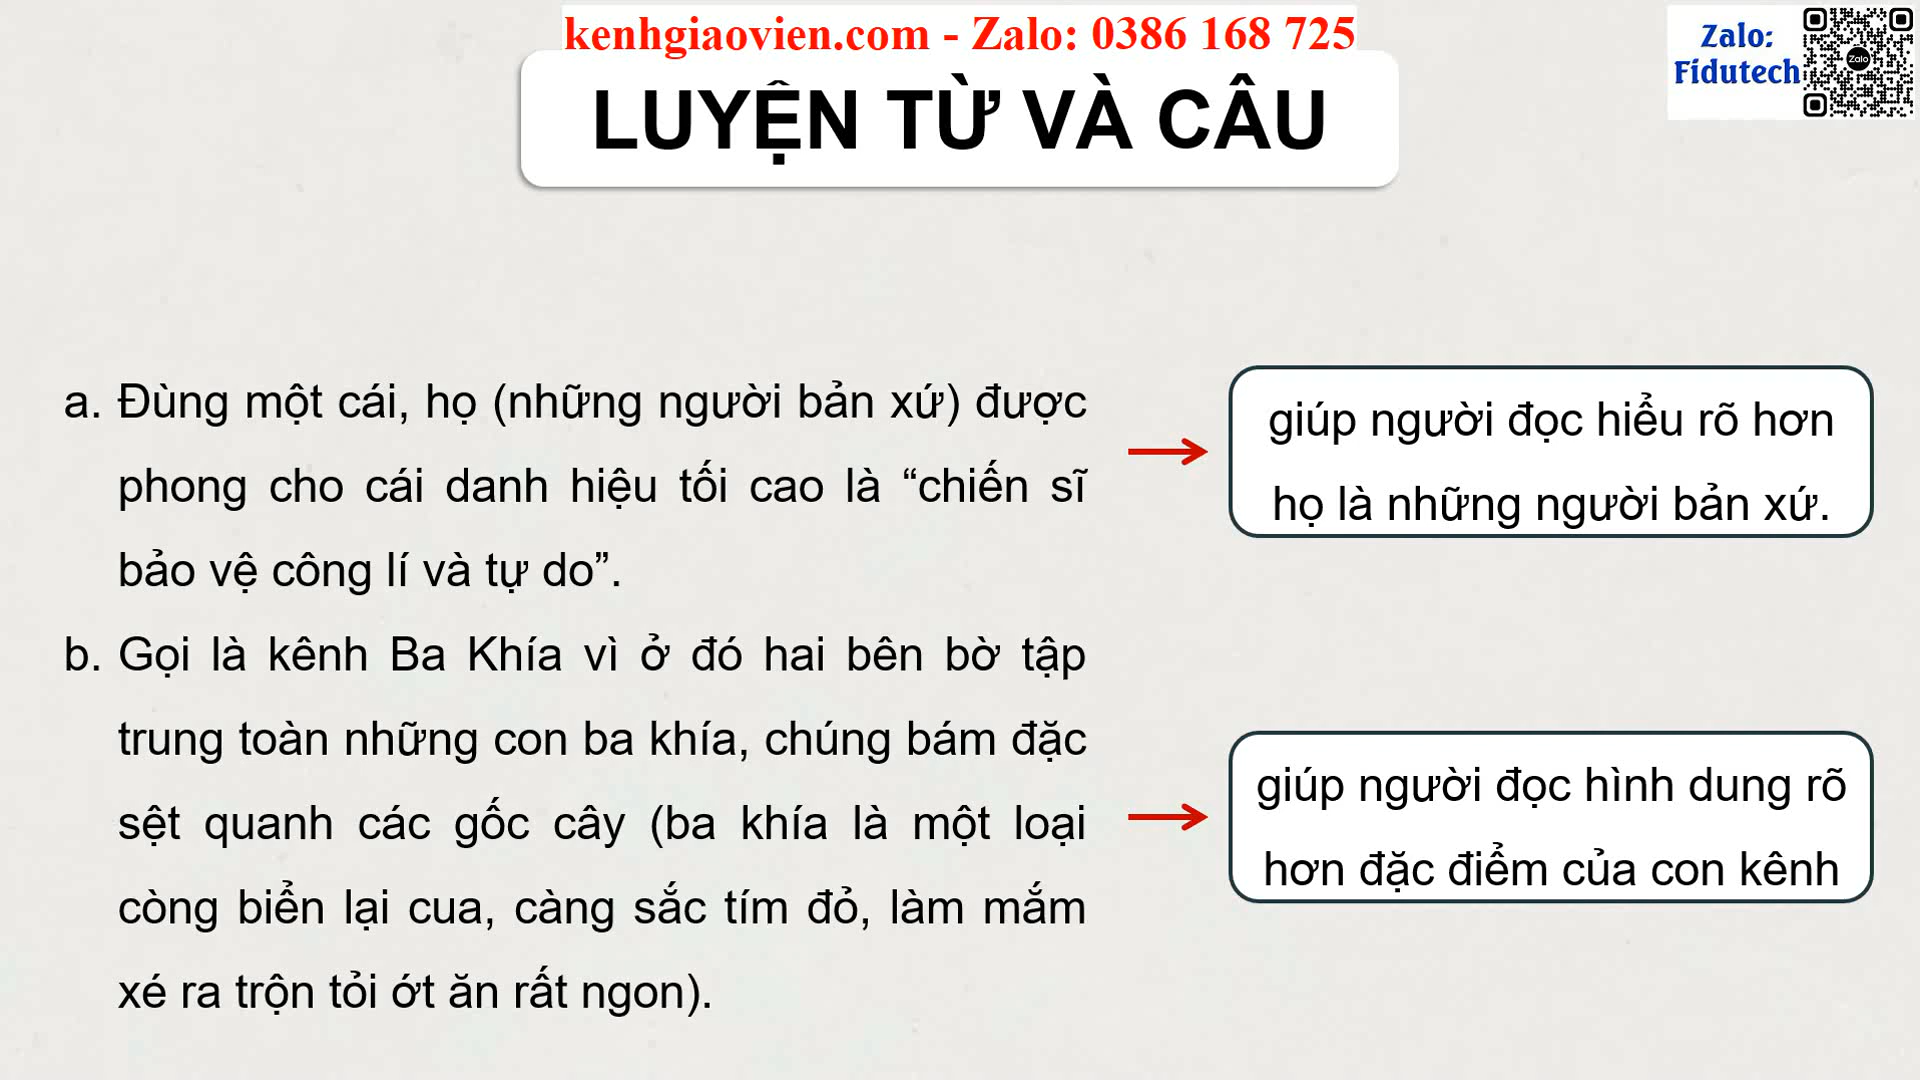 kenhgiaovien.com - Zalo: 0386 168 725
Zalo:
Fidutech
Zalo
LUYỆN TỪ VÀ CÂU
a. Đùng một cái, họ (những người bản xứ) được
phong cho cái danh hiệu tối cao là “chiến sĩ
bảo vệ công lí và tự do”.
giúp người đọc hiểu rõ hơn
họ là những người bản xứ.
b. Gọi là kênh Ba Khía vì ở đó hai bên bờ tập
trung toàn những con ba khía, chúng bám đặc
sệt quanh các gốc cây (ba khía là một loại
còng biển lại cua, càng sắc tím đỏ, làm mắm
xé ra trộn tỏi ớt ăn rất ngon).
giúp người đọc hình dung rõ
hơn đặc điểm của con kênh